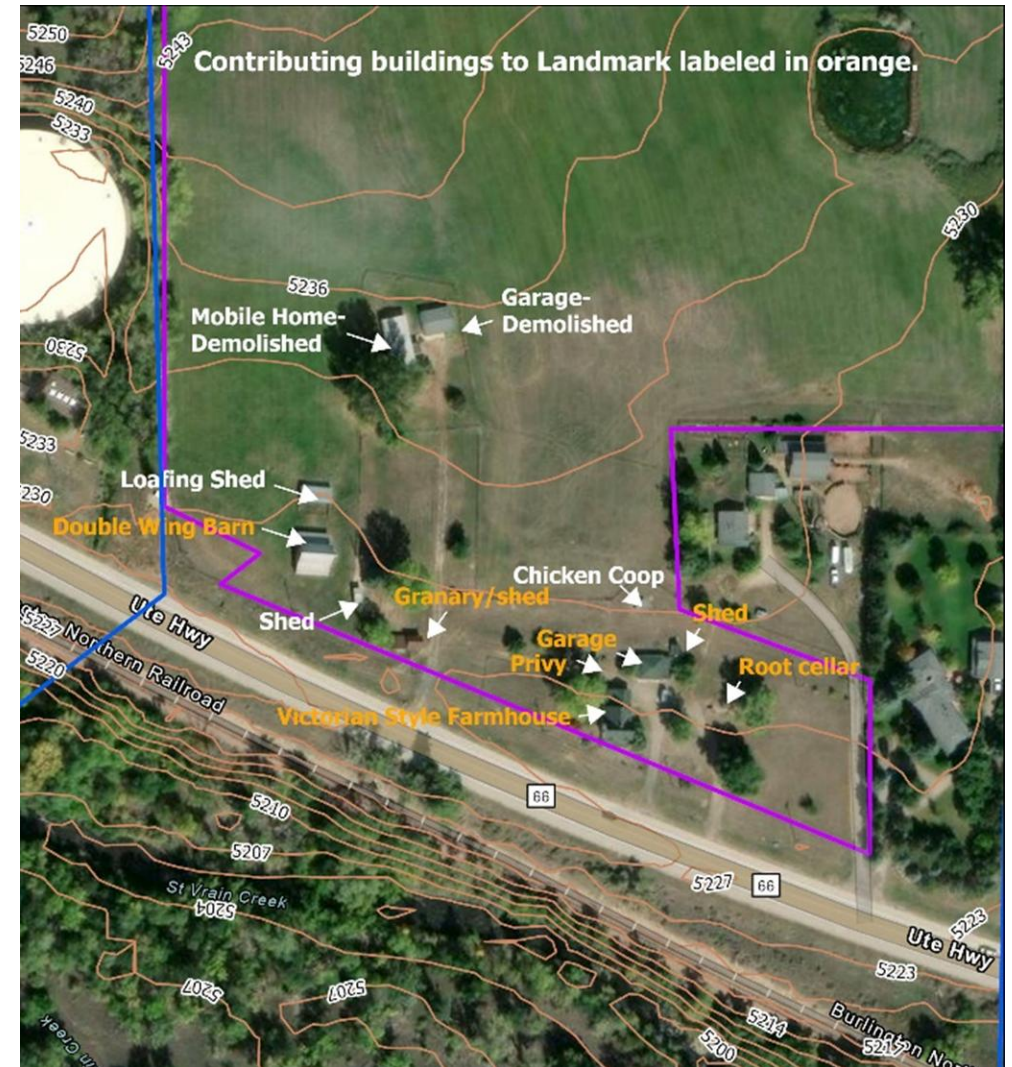 5250
5243
5246
Contributing buildings to Landmark labeled in orange.
5240
5233
5230
5236
Garage-
Demolished
Mobile Home-
Demolished
5230
5233
Loafing Shed
5230
Double Wing Barn
Chicken Coop
Granary/shed
Shed
Ute Hwy
Shed
Garage
Privy
Root cellar
5227
Northern Railroad
5220
Victorian Style Farmhouse
66
5210
5207
5227
66
St Vrain Creek
5204
5223
Ute Hwy
5223
5207
5207
Burlington
5214
5200
5217
Creek